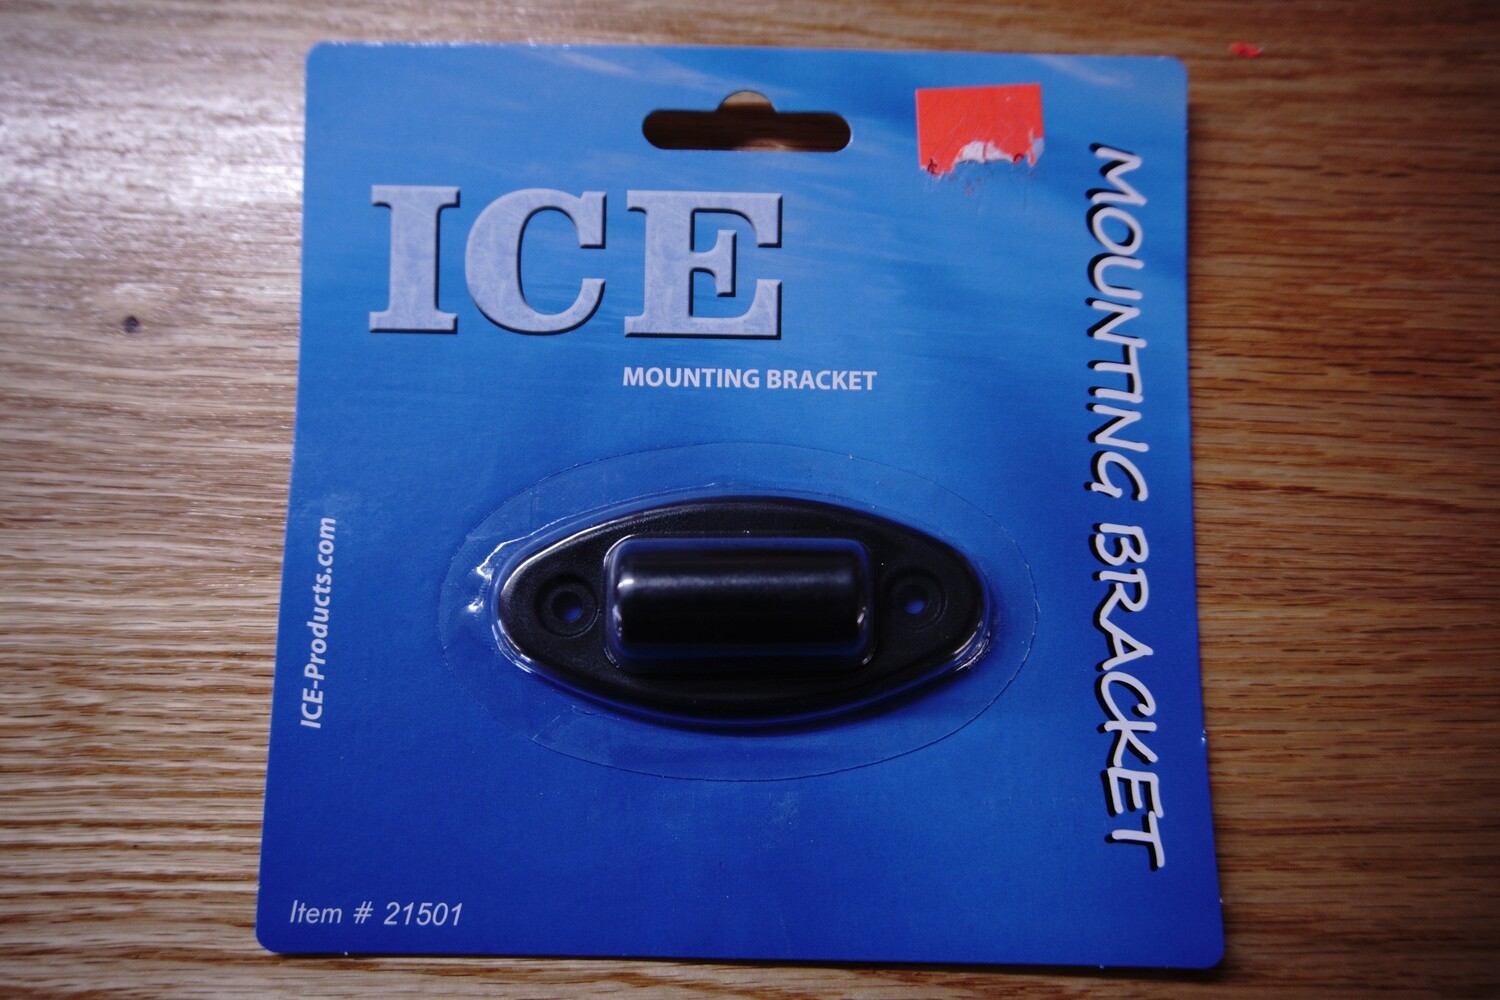 ICE
MOUNTING BRACKET
MOUNTING BRACKET
ICE-Products.com
Item # 21501